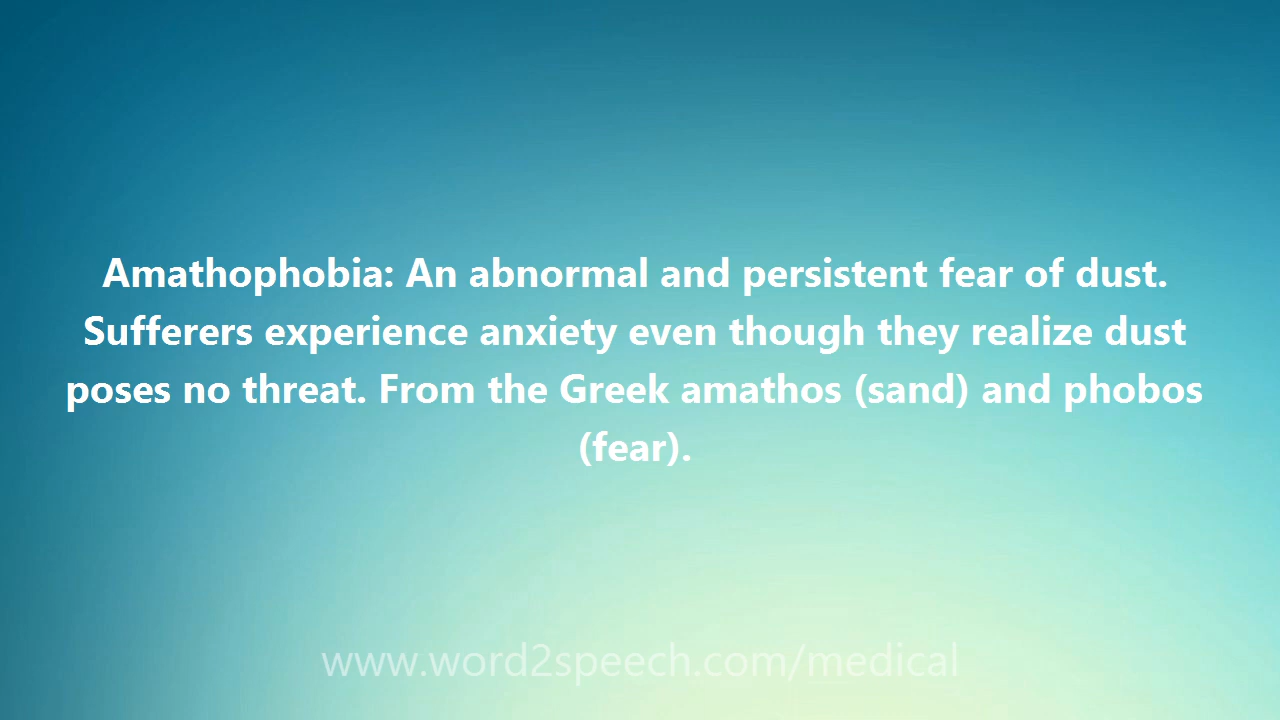 Amathophobia: An abnormal and persistent fear of dust.
Sufferers experience anxiety even though they realize dust
poses no threat. From the Greek amathos (sand) and phobos
(fear).
www.word2speech.com/medical